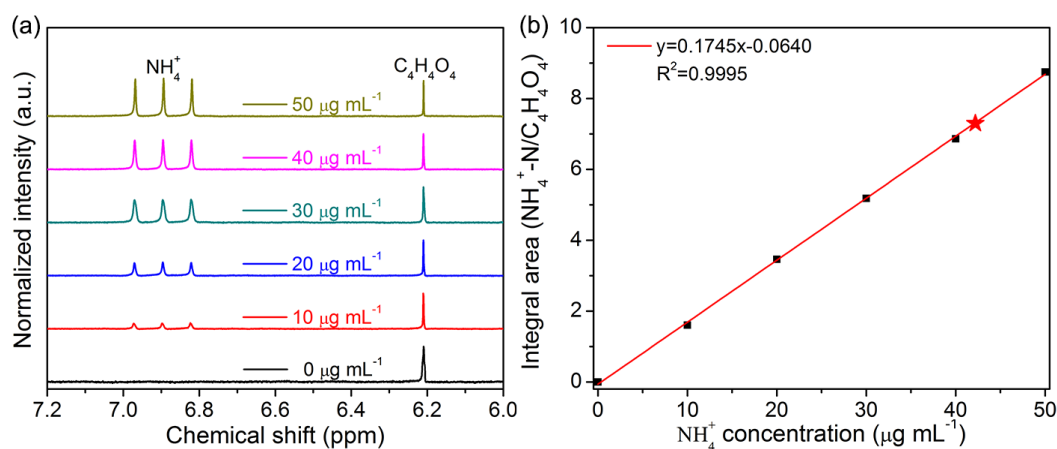 (a)
Normalized intensity (a.u.)
NH₄⁺
C₄H₄O₄
50 μg mL⁻¹
40 μg mL⁻¹
30 μg mL⁻¹
20 μg mL⁻¹
10 μg mL⁻¹
0 μg mL⁻¹
7.2 7.0 6.8 6.6 6.4 6.2 6.0
Chemical shift (ppm)
(b)
Integral area (NH₄⁺-N/C₄H₄O₄)
10
8
6
4
2
0
y=0.1745x-0.0640
R²=0.9995
0 10 20 30 40 50
NH₄⁺ concentration (μg mL⁻¹)